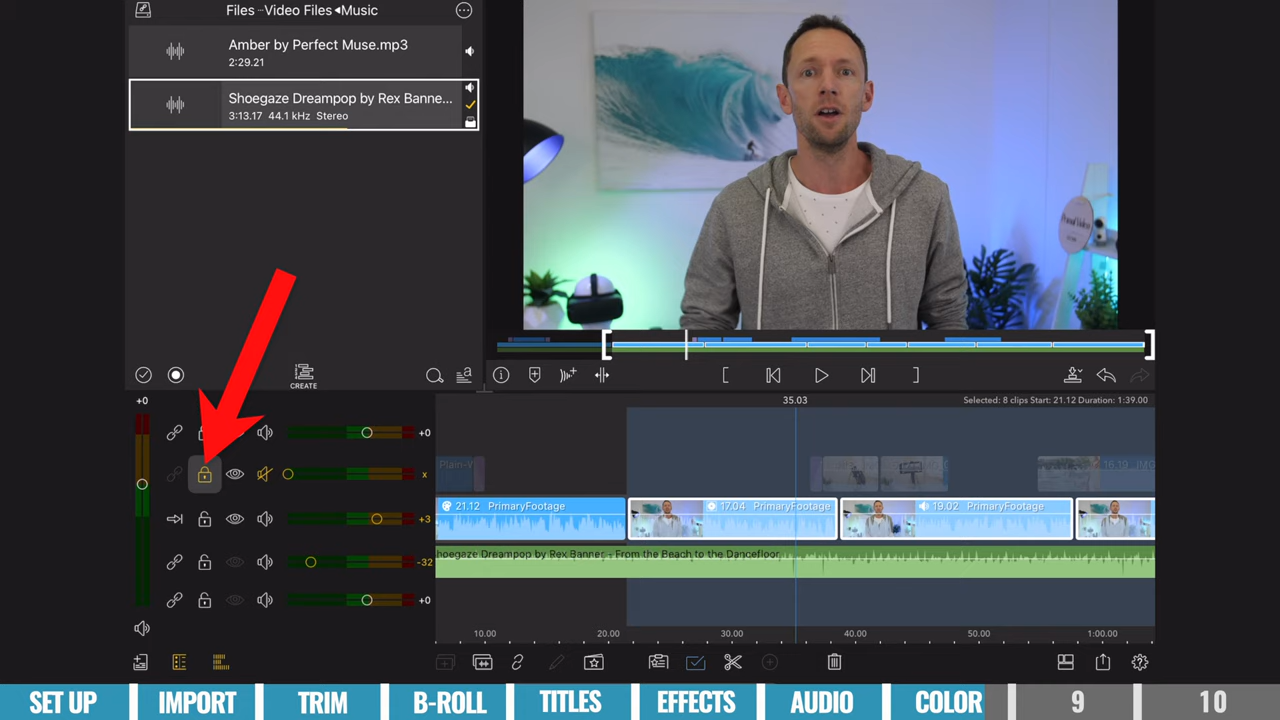 Files ··Video Files ◂Music
Amber by Perfect Muse.mp3
2:29.21
Shoegaze Dreampop by Rex Banne...
3:13.17 44.1 kHz Stereo
CREATE
+0
35.03
Selected: 8 clips Start: 21.12 Duration: 1:39.00
+0
x
Plain-
16.19
21.12 PrimaryFootage
17.04 PrimaryFootage
19.02 PrimaryFootage
+3
hoegaze Dreampop by Rex Banner - From the Beach to the Dancefloor
-32
+0
10.00
20.00
30.00
40.00
50.00
1:00.00
SET UP
IMPORT
TRIM
B-ROLL
TITLES
EFFECTS
AUDIO
COLOR
9
10